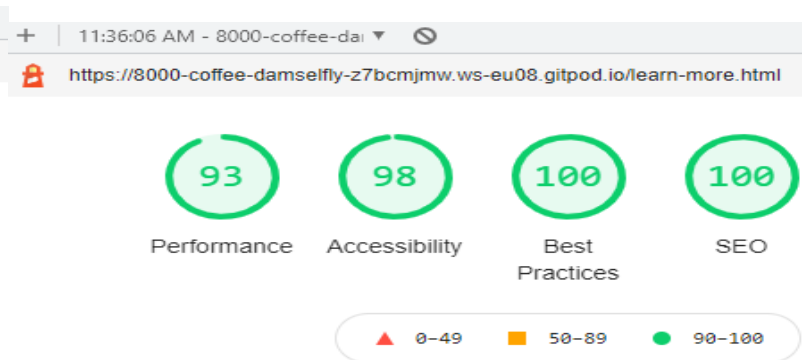 + 11:36:06 AM - 8000-coffee-da
https://8000-coffee-damselfly-z7bcmjmw.ws-eu08.gitpod.io/learn-more.html
93 98 100 100
Performance Accessibility Best Practices SEO
0–49 50–89 90–100